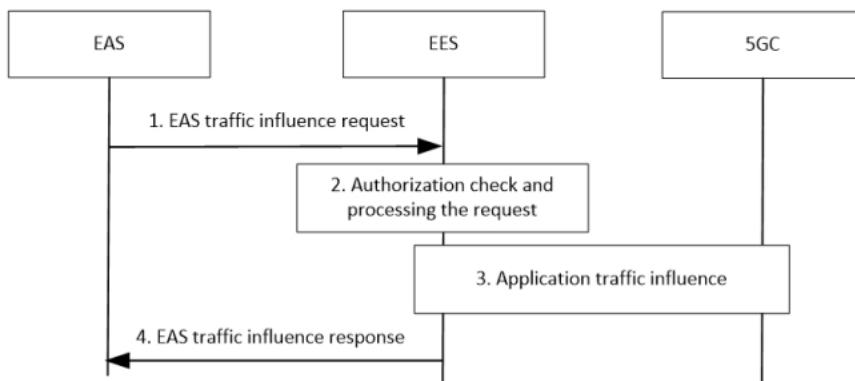 EAS
EES
5GC
1. EAS traffic influence request
2. Authorization check and
processing the request
3. Application traffic influence
4. EAS traffic influence response